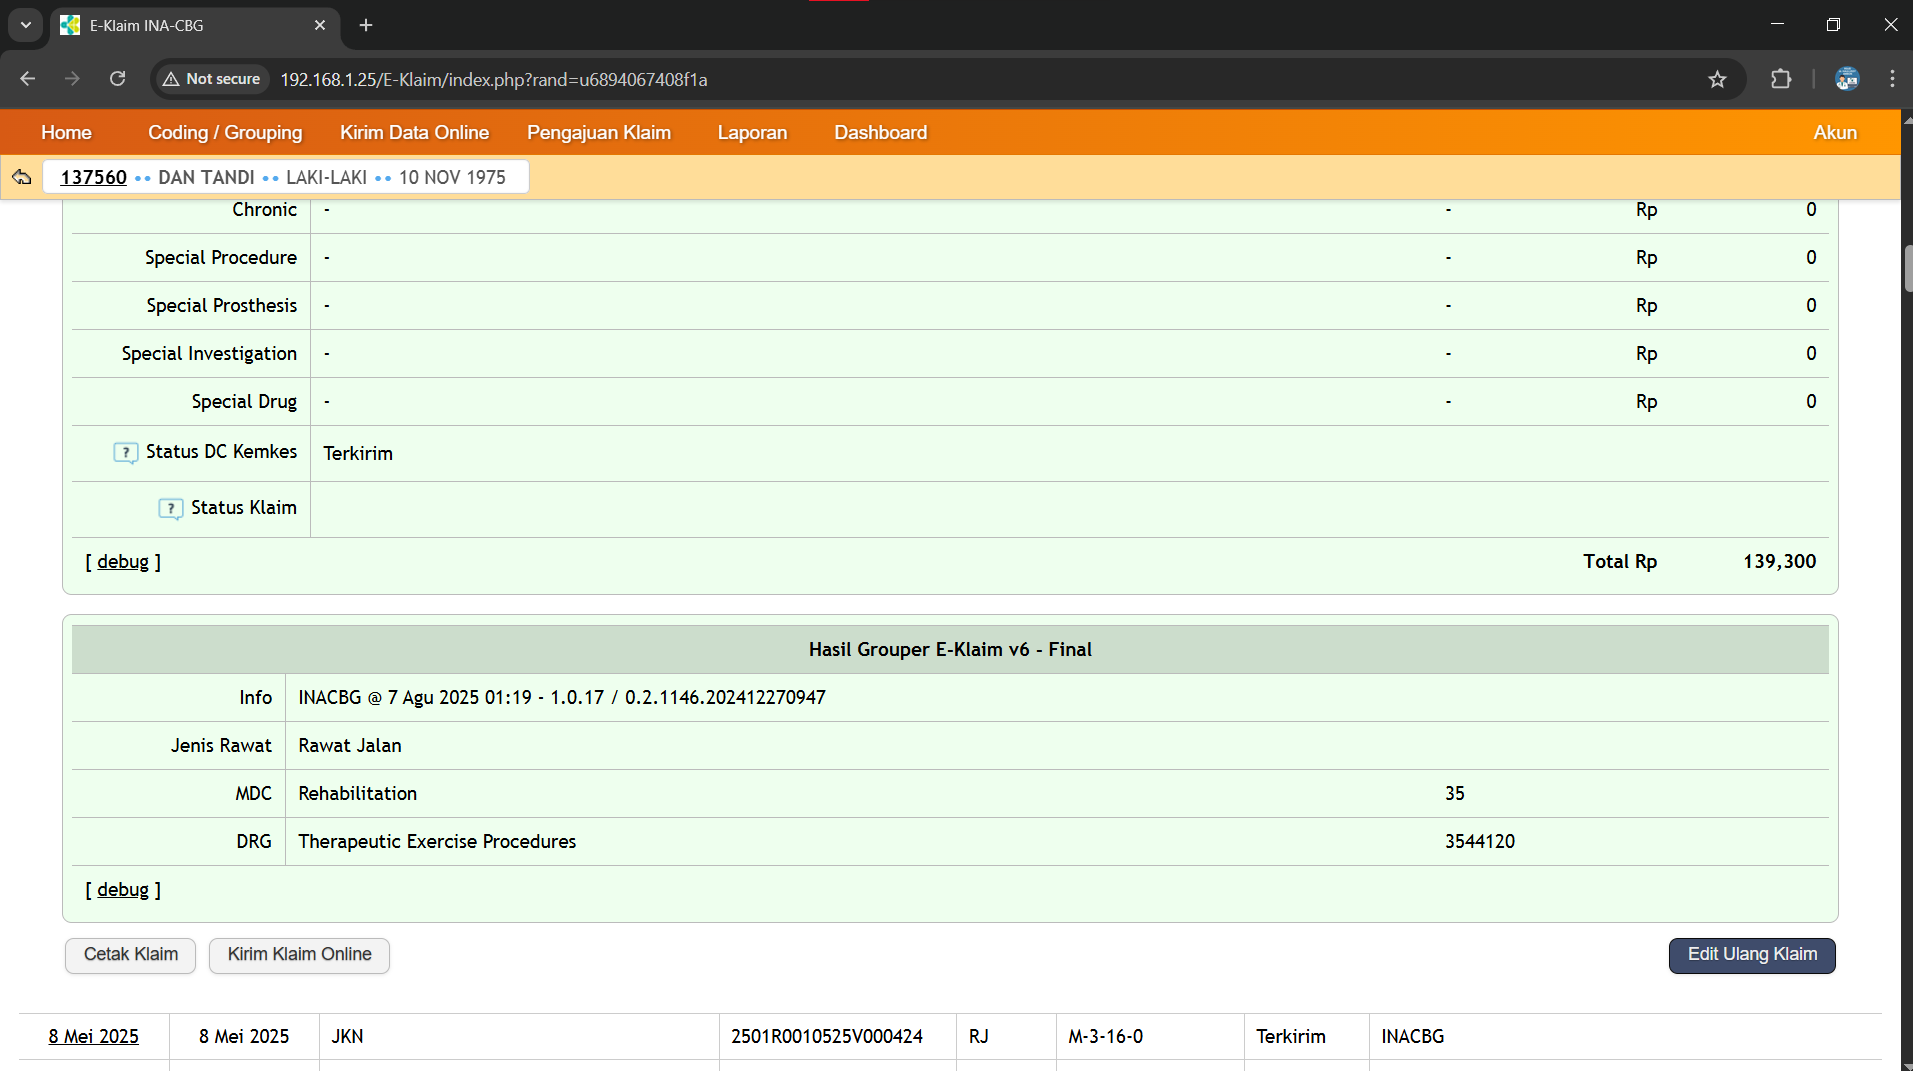 E-Klaim INA-CBG
Not secure 192.168.1.25/E-Klaim/index.php?rand=u6894067408f1a
Home Coding / Grouping Kirim Data Online Pengajuan Klaim Laporan Dashboard Akun
137560 •• DAN TANDI •• LAKI-LAKI •• 10 NOV 1975
Chronic - - Rp 0
Special Procedure - - Rp 0
Special Prosthesis - - Rp 0
Special Investigation - - Rp 0
Special Drug - - Rp 0
? Status DC Kemkes Terkirim
? Status Klaim
[ debug ] Total Rp 139,300
Hasil Grouper E-Klaim v6 - Final
Info INACBG @ 7 Agu 2025 01:19 - 1.0.17 / 0.2.1146.202412270947
Jenis Rawat Rawat Jalan
MDC Rehabilitation 35
DRG Therapeutic Exercise Procedures 3544120
[ debug ]
Cetak Klaim Kirim Klaim Online Edit Ulang Klaim
8 Mei 2025 8 Mei 2025 JKN 2501R0010525V000424 RJ M-3-16-0 Terkirim INACBG